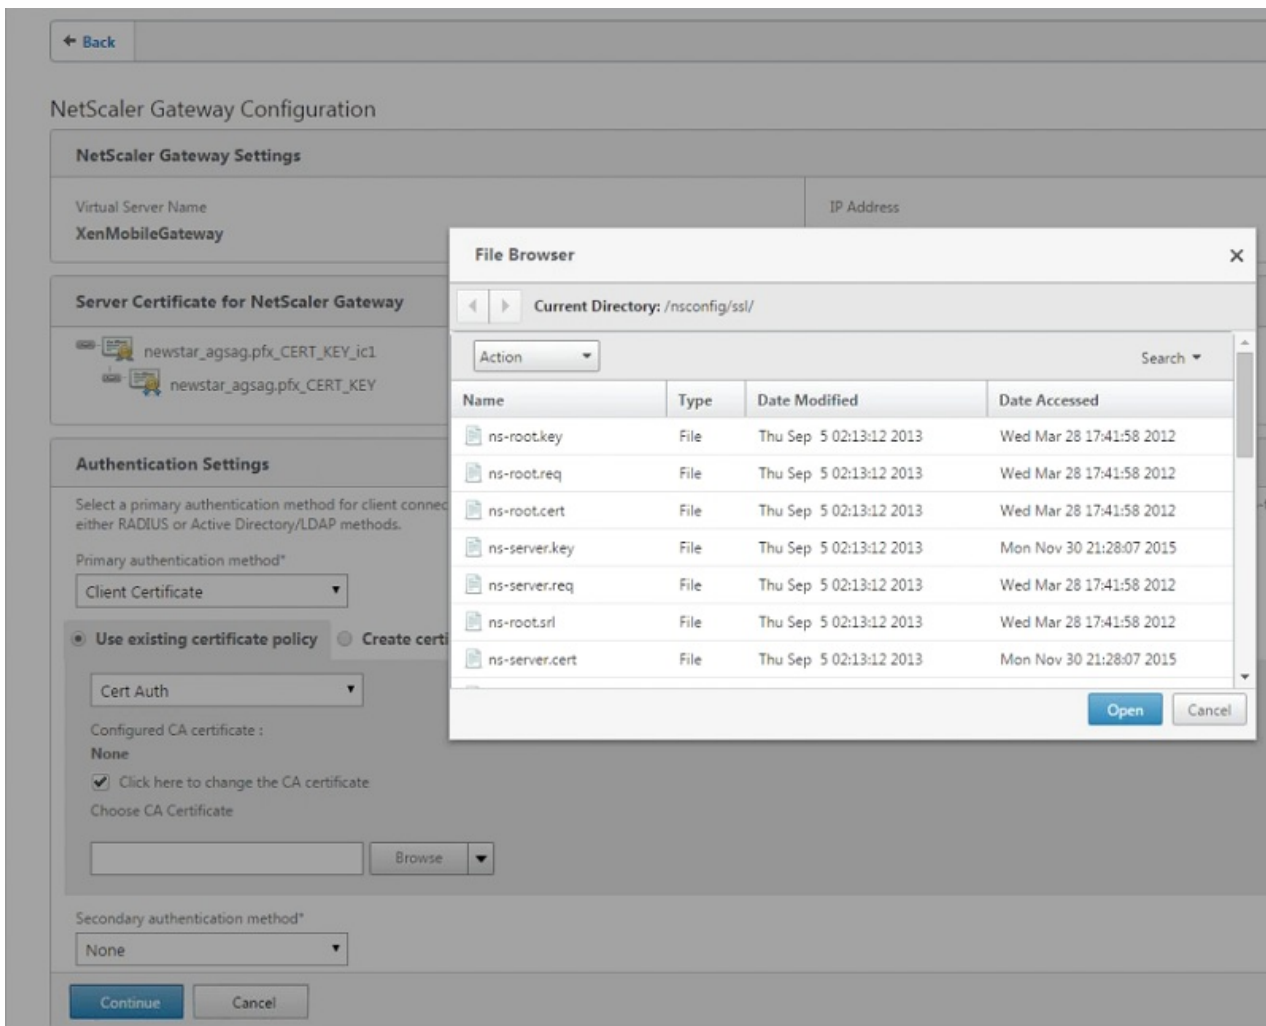 Back
NetScaler Gateway Configuration
NetScaler Gateway Settings
Virtual Server Name
IP Address
XenMobileGateway
Server Certificate for NetScaler Gateway
newstar_agsag.pfx_CERT_KEY_ic1
newstar_agsag.pfx_CERT_KEY
Authentication Settings
Select a primary authentication method for client connec
either RADIUS or Active Directory/LDAP methods.
Primary authentication method*
Client Certificate
Use existing certificate policy Create certi
Cert Auth
Configured CA certificate :
None
Click here to change the CA certificate
Choose CA Certificate
Browse
Secondary authentication method*
None
Continue Cancel
File Browser
Current Directory: /nsconfig/ssl/
Action Search
Name Type Date Modified Date Accessed
ns-root.key File Thu Sep 5 02:13:12 2013 Wed Mar 28 17:41:58 2012
ns-root.req File Thu Sep 5 02:13:12 2013 Wed Mar 28 17:41:58 2012
ns-root.cert File Thu Sep 5 02:13:12 2013 Wed Mar 28 17:41:58 2012
ns-server.key File Thu Sep 5 02:13:12 2013 Mon Nov 30 21:28:07 2015
ns-server.req File Thu Sep 5 02:13:12 2013 Wed Mar 28 17:41:58 2012
ns-root.srl File Thu Sep 5 02:13:12 2013 Wed Mar 28 17:41:58 2012
ns-server.cert File Thu Sep 5 02:13:12 2013 Mon Nov 30 21:28:07 2015
Open Cancel